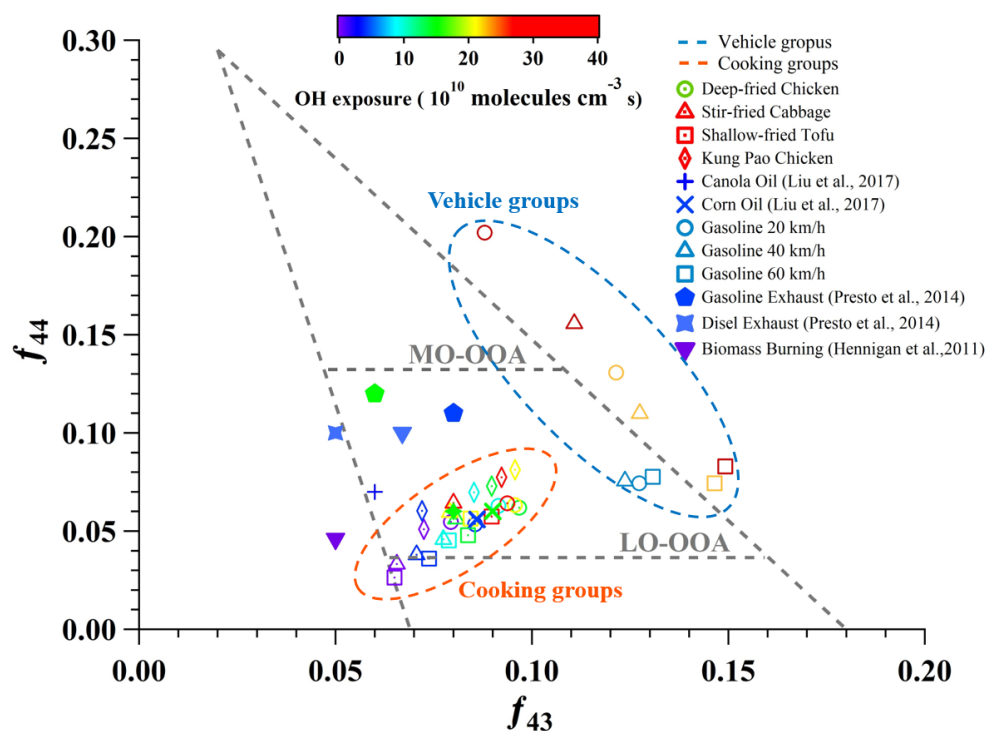 0 10 20 30 40
OH exposure ( 10^10 molecules cm^-3 s)
Vehicle gropus
Cooking groups
Deep-fried Chicken
Stir-fried Cabbage
Shallow-fried Tofu
Kung Pao Chicken
Canola Oil (Liu et al., 2017)
Corn Oil (Liu et al., 2017)
Gasoline 20 km/h
Gasoline 40 km/h
Gasoline 60 km/h
Gasoline Exhaust (Presto et al., 2014)
Disel Exhaust (Presto et al., 2014)
Biomass Burning (Hennigan et al.,2011)
Vehicle groups
MO-OOA
LO-OOA
Cooking groups
f44
0.30
0.25
0.20
0.15
0.10
0.05
0.00
0.00 0.05 0.10 0.15 0.20
f43